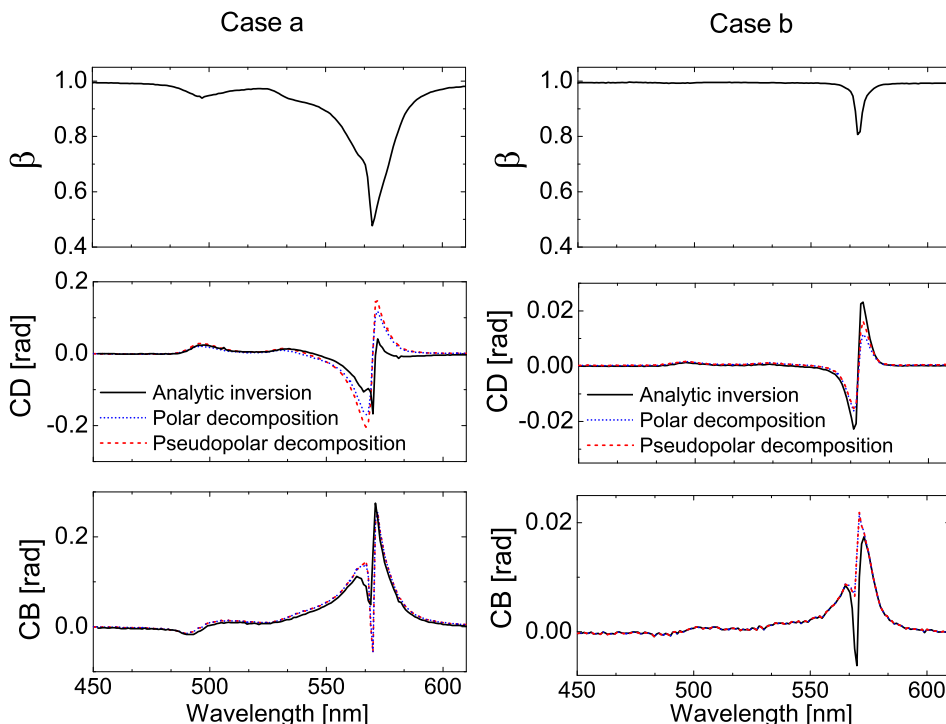 Case a
Case b
1.0
0.8
0.6
0.4
β
1.0
0.8
0.6
0.4
β
0.2
0.0
-0.2
CD [rad]
Analytic inversion
Polar decomposition
Pseudopolar decomposition
0.02
0.00
-0.02
CD [rad]
Analytic inversion
Polar decomposition
Pseudopolar decomposition
0.2
0.0
CB [rad]
450 500 550 600
Wavelength [nm]
0.02
0.00
CB [rad]
450 500 550 600
Wavelength [nm]